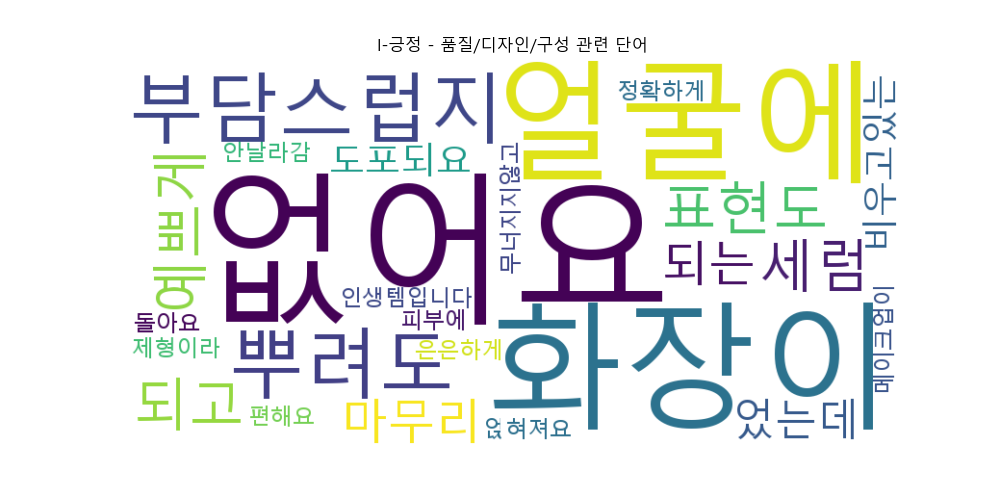 I-긍정 - 품질/디자인/구성 관련 단어
부담스럽지
얼굴에
정확하게
비우고있는
안날라감
도포되요
무너지지않고
예쁘게
없어요
표현도
되는세럼
인생템입니다
돌아요
피부에
제형이라
뿌려도
은은하게
화장이
메이크업이
되고
편해요
마무리
얹혀져요
었는데